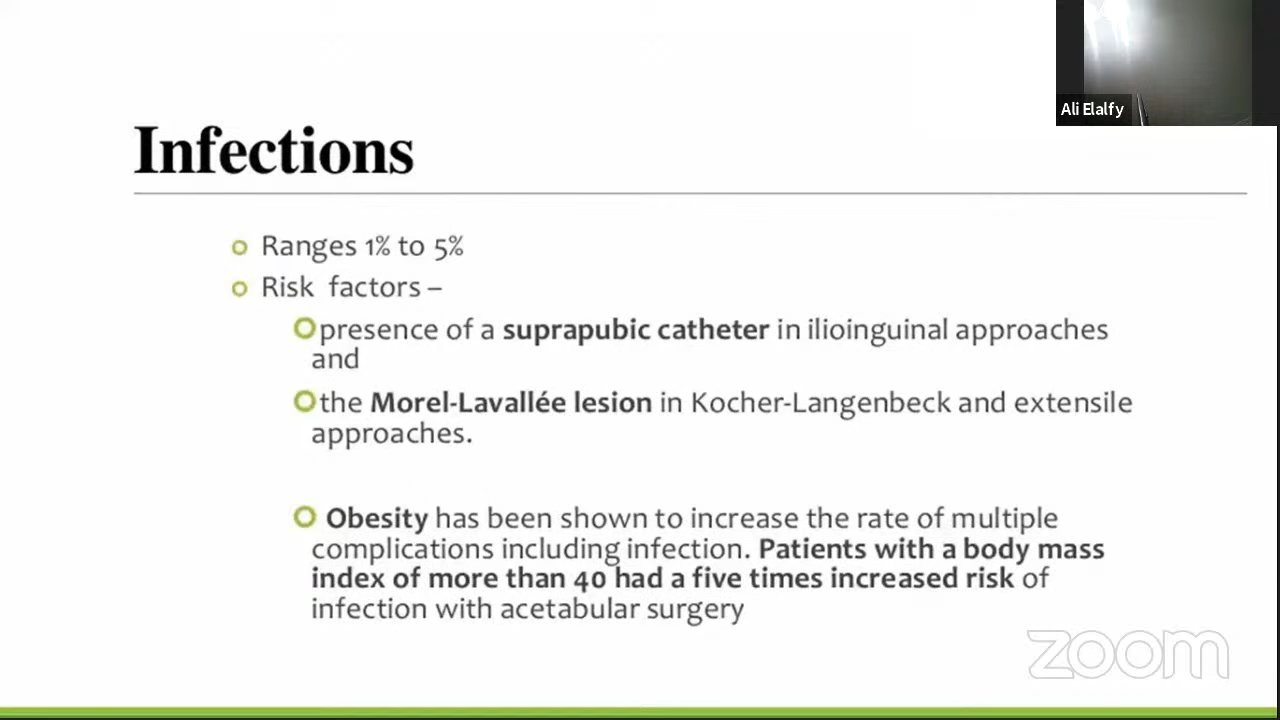 Ali Elalfy
Infections
Ranges 1% to 5%
Risk factors –
presence of a suprapubic catheter in ilioinguinal approaches
and
the Morel-Lavallée lesion in Kocher-Langenbeck and extensile
approaches.
Obesity has been shown to increase the rate of multiple
complications including infection. Patients with a body mass
index of more than 40 had a five times increased risk of
infection with acetabular surgery
zoom